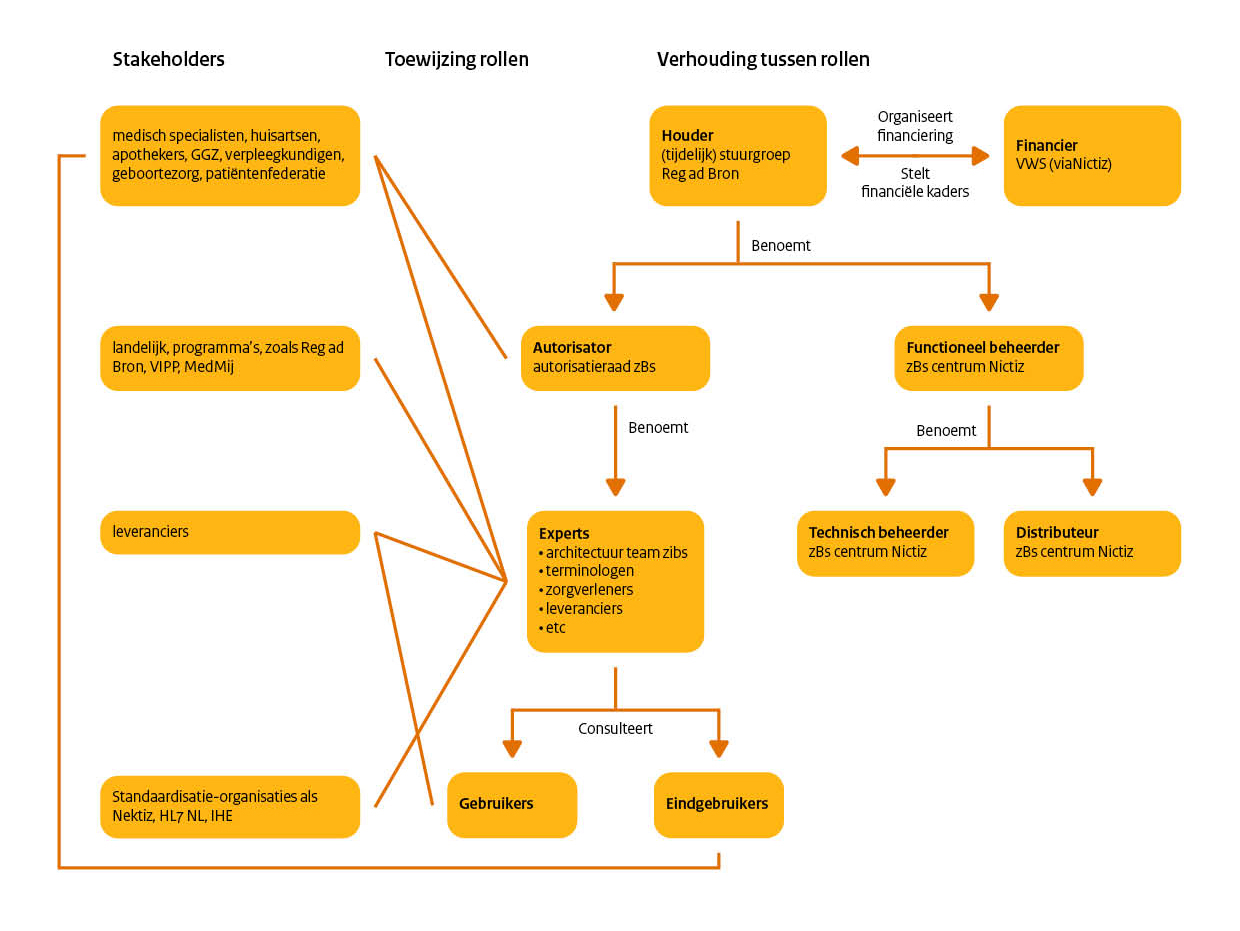 Stakeholders
Toewijzing rollen
Verhouding tussen rollen
medisch specialisten, huisartsen,
apothekers, GGZ, verpleegkundigen,
geboortezorg, patiëntenfederatie
Houder
(tijdelijk) stuurgroep
Reg ad Bron
Organiseert
financiering
Stelt
financiële kaders
Financier
VWS (viaNictiz)
Benoemt
landelijk, programma's, zoals Reg ad
Bron, VIPP, MedMij
Autorisator
autorisatieraad zBs
Functioneel beheerder
zBs centrum Nictiz
Benoemt
Benoemt
leveranciers
Experts
• architectuur team zibs
• terminologen
• zorgverleners
• leveranciers
• etc
Technisch beheerder
zBs centrum Nictiz
Distributeur
zBs centrum Nictiz
Consulteert
Standaardisatie-organisaties als
Nektiz, HL7 NL, IHE
Gebruikers
Eindgebruikers